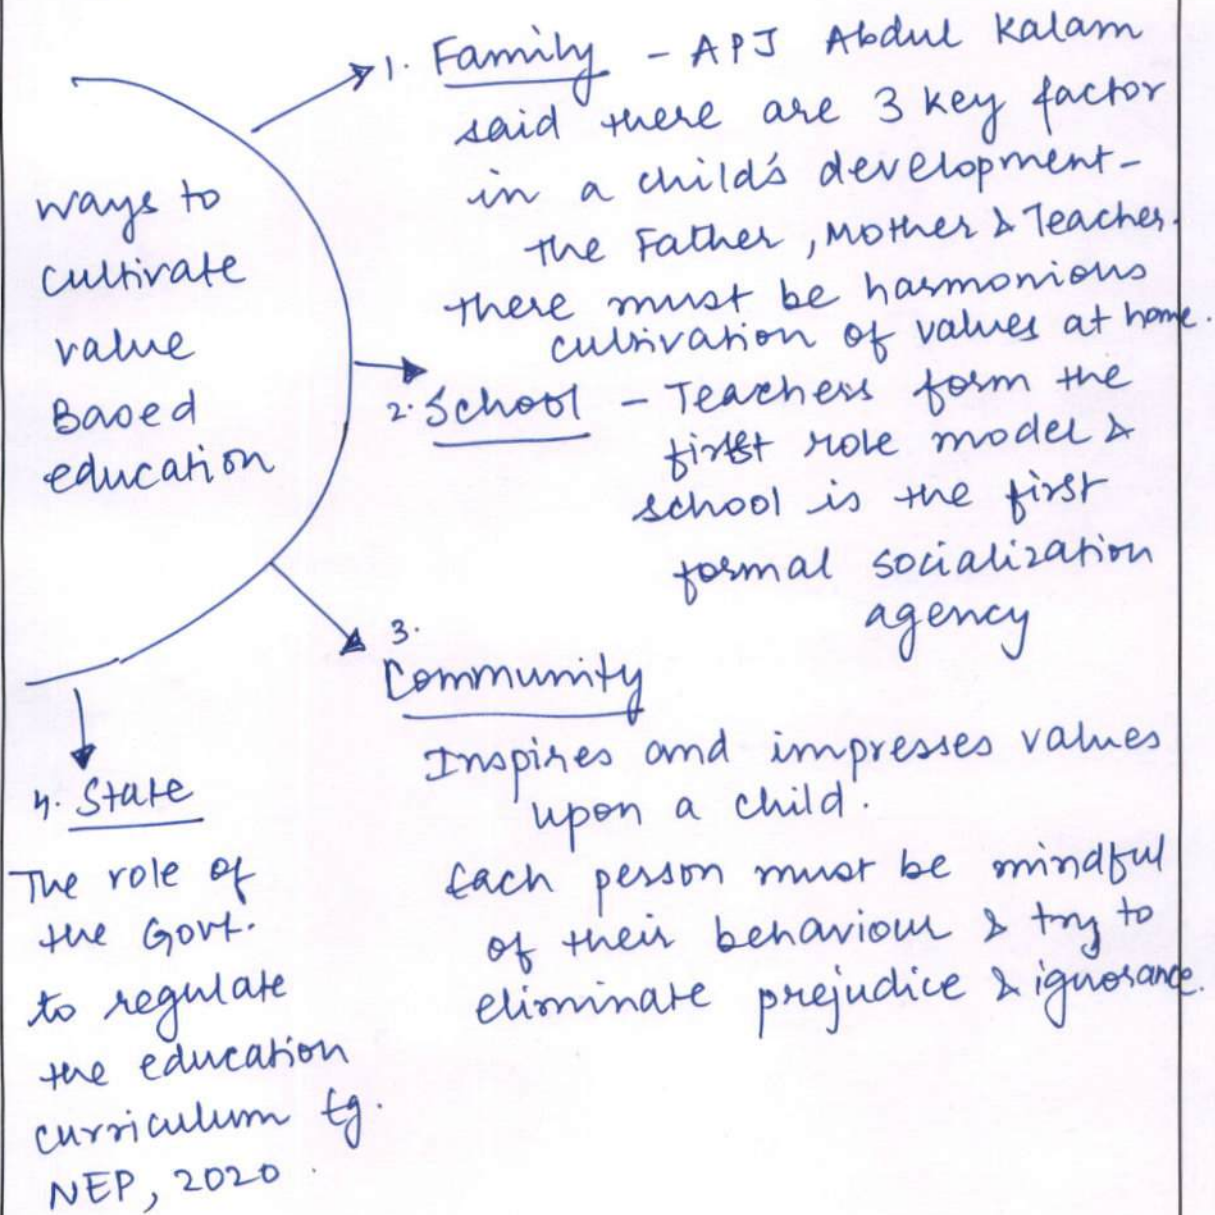 ways to
cultivate
value
Based
education
1. Family - APJ Abdul Kalam
said there are 3 key factor
in a child's development-
the Father, Mother & Teacher.
there must be harmonious
cultivation of values at home.
2. School - Teachers form the
first role model &
school is the first
formal socialization
agency
3.
Community
Inspires and impresses values
upon a child.
Each person must be mindful
of their behaviour & try to
eliminate prejudice & ignorance.
4. State
The role of
the Govt.
to regulate
the education
curriculum Eg.
NEP, 2020.